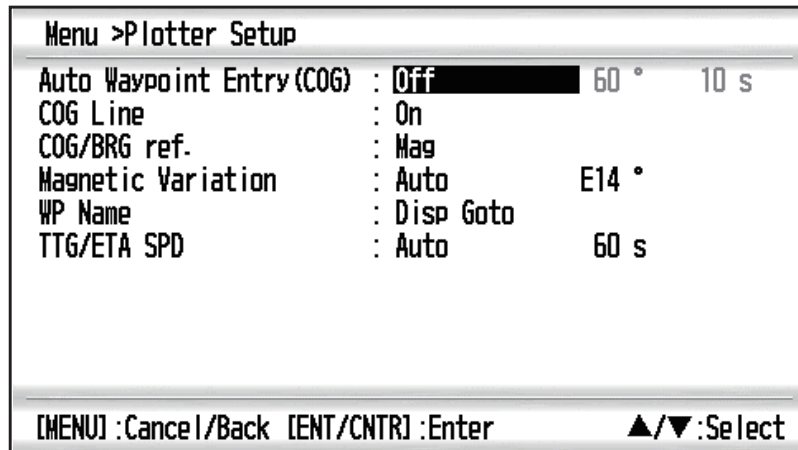 Menu >Plotter Setup
Auto Waypoint Entry(COG) : Off 60 ° 10 s
COG Line : On
COG/BRG ref. : Mag
Magnetic Variation : Auto E14 °
WP Name : Disp Goto
TTG/ETA SPD : Auto 60 s
[MENU]:Cancel/Back [ENT/CNTR]:Enter ▲/▼:Select